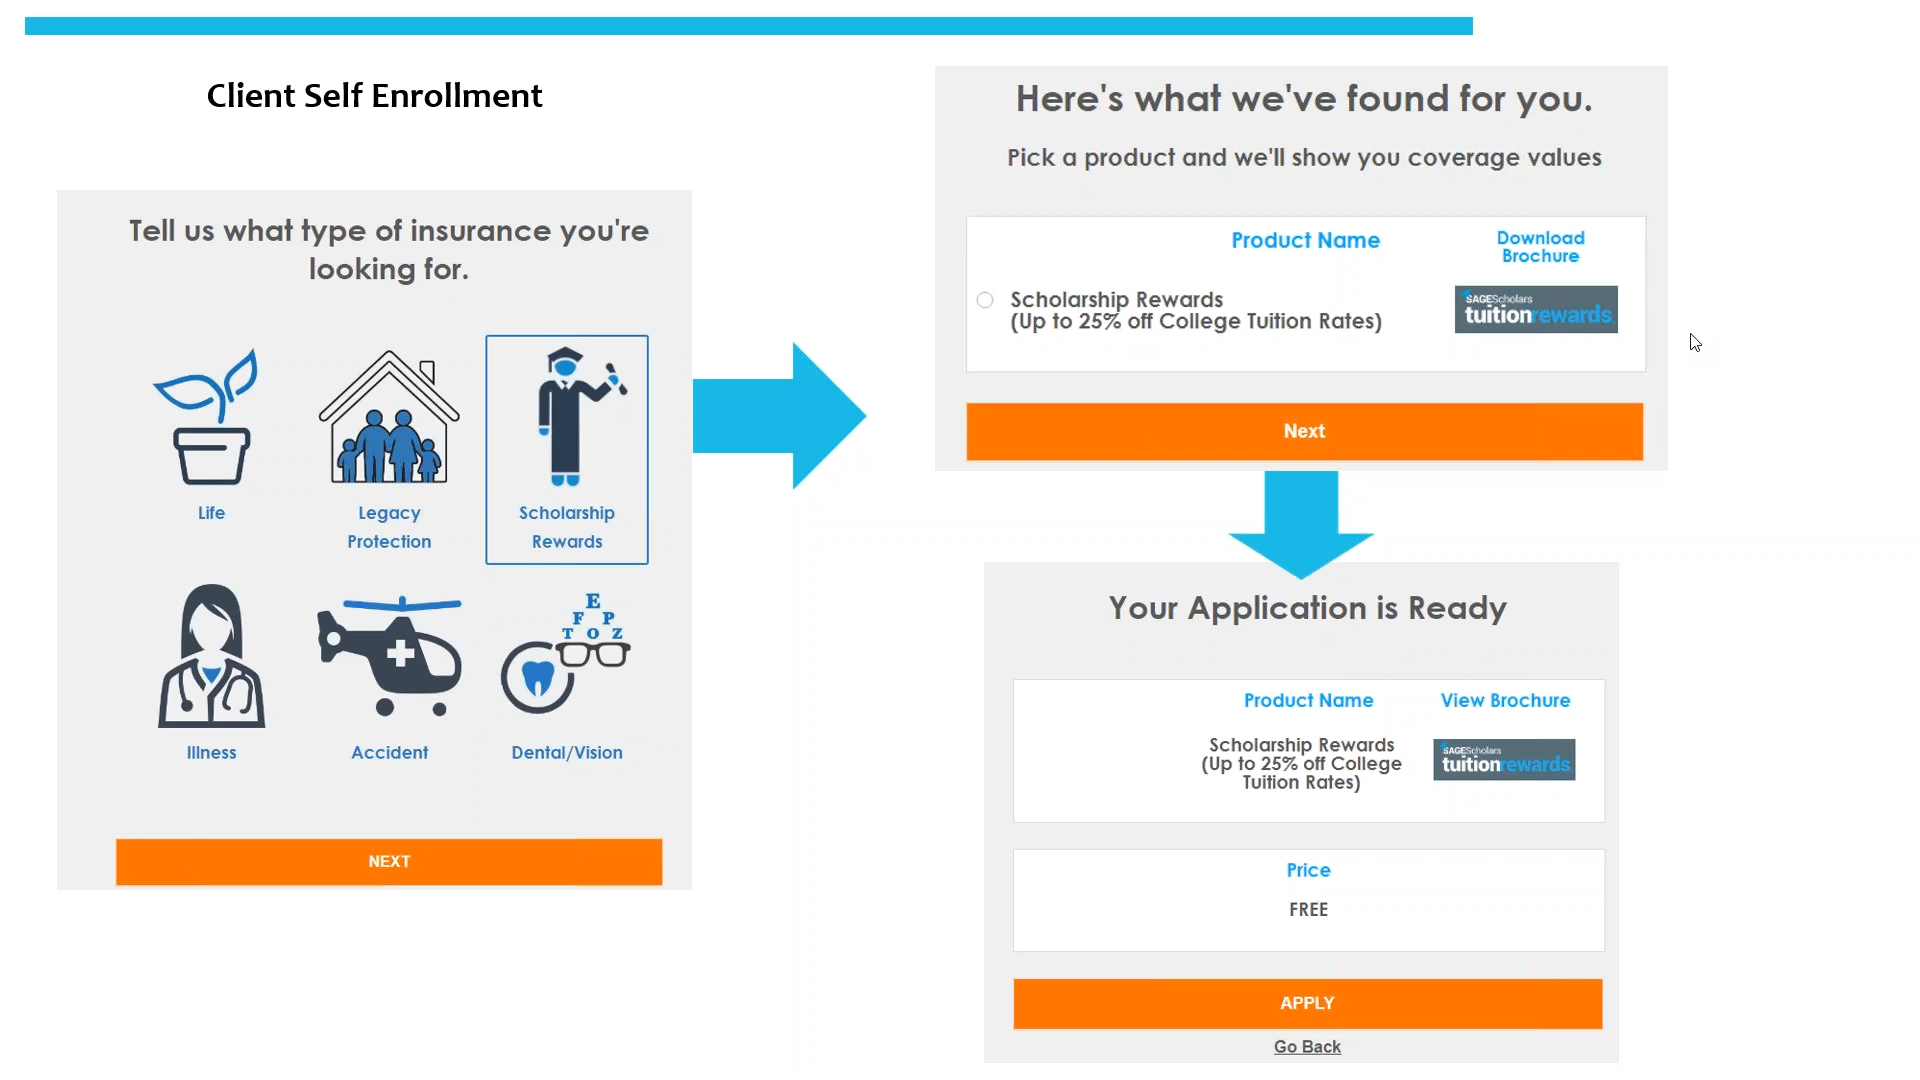 Client Self Enrollment
Tell us what type of insurance you're
looking for.
Life
Legacy
Protection
Scholarship
Rewards
E
F P
T O Z
Illness
Accident
Dental/Vision
NEXT
Here's what we've found for you.
Pick a product and we'll show you coverage values
Product Name
Download
Brochure
Scholarship Rewards
(Up to 25% off College Tuition Rates)
SAGEScholars
tuitionrewards
Next
Your Application is Ready
Product Name
View Brochure
Scholarship Rewards
(Up to 25% off College
Tuition Rates)
SAGEScholars
tuitionrewards
Price
FREE
APPLY
Go Back